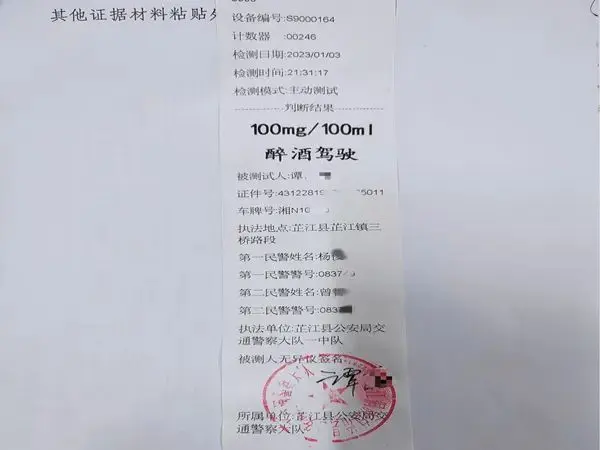 其他证据材料粘贴处
设备编号:S9000164
计数器 :00246
检测日期:2023/01/03
检测时间:21:31:17
检测模式:主动测试
判断结果
100mg/100ml
醉酒驾驶
被测试人:谭
证件号:43122819 5011
车牌号:湘N10
执法地点:芷江县芷江镇三
桥路段
第一民警姓名:杨
第一民警警号:0837
第二民警姓名:曾
第二民警警号:083
执法单位:芷江县公安局交
通警察大队一中队
被测人无异议签名
谭
所属单位:芷江县公安局交
通警察大队